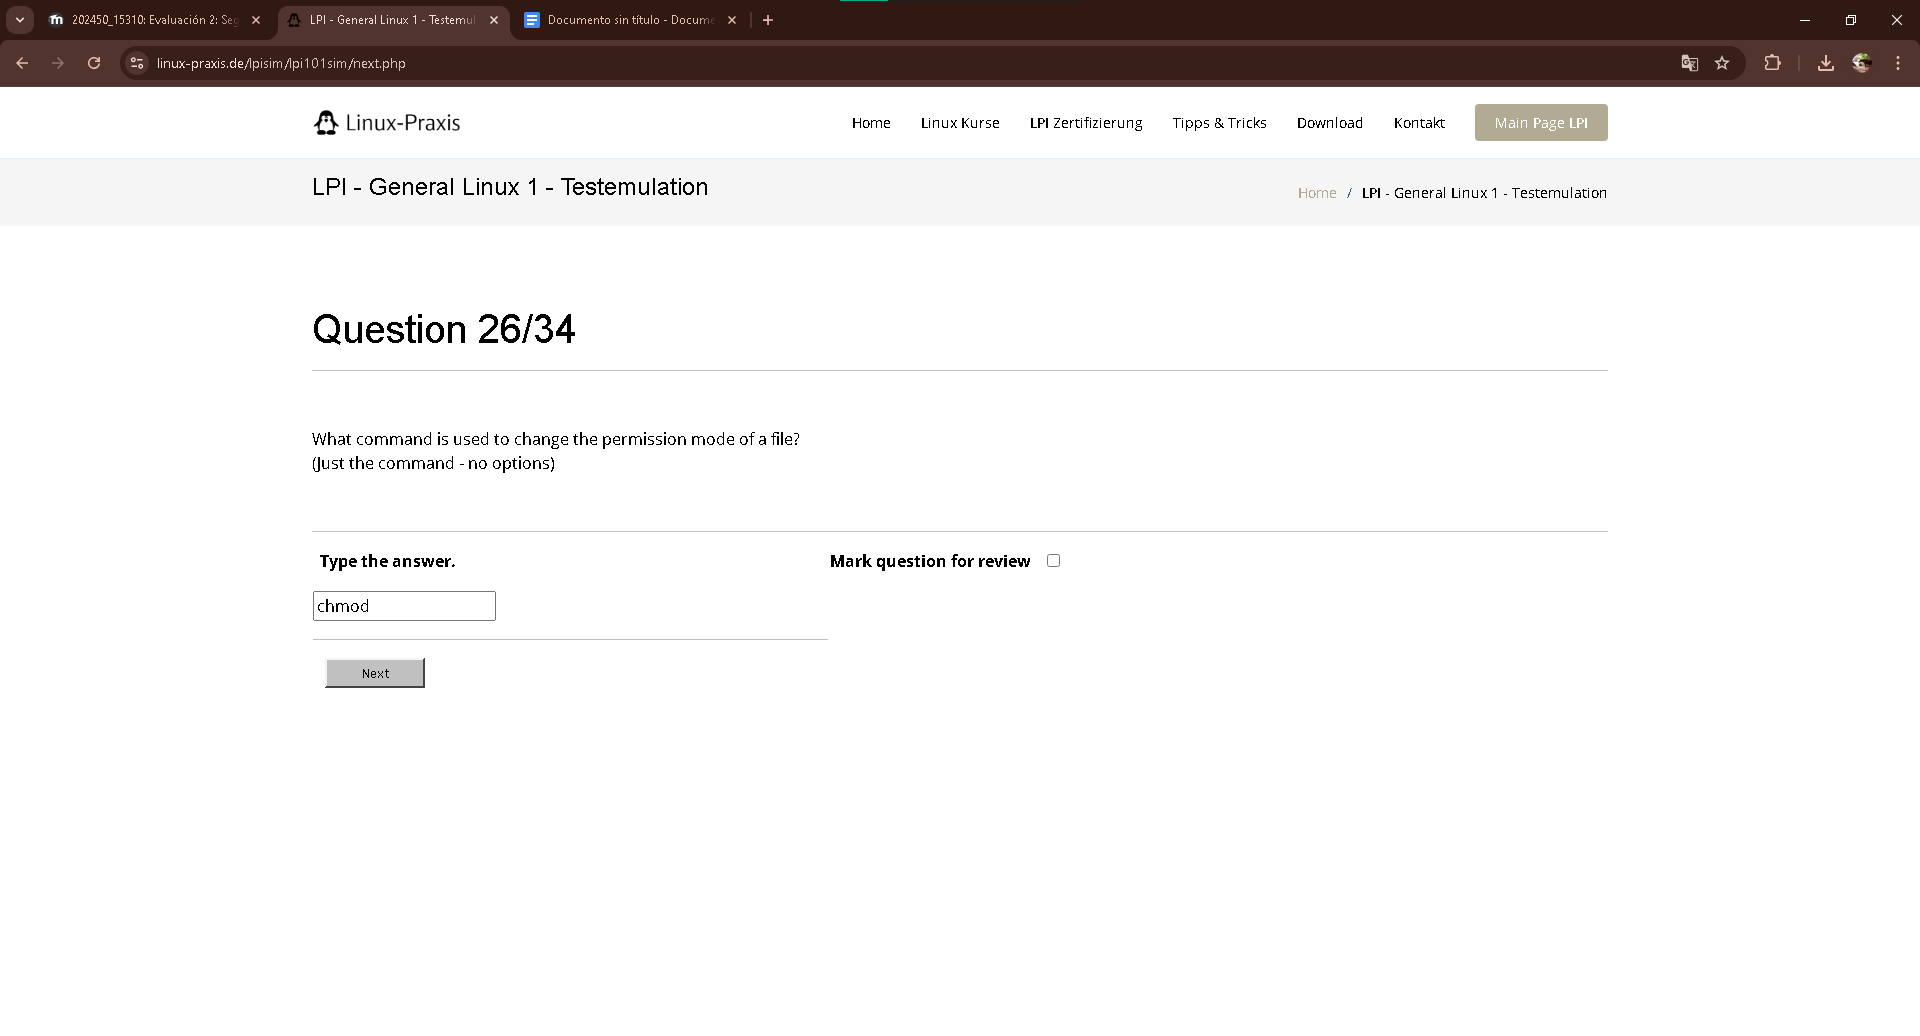 202450_15310: Evaluación 2: Seg
LPI - General Linux 1 - Testemul
Documento sin título - Docume
linux-praxis.de/lpisim/lpi101sim/next.php
Linux-Praxis
Home
Linux Kurse
LPI Zertifizierung
Tipps & Tricks
Download
Kontakt
Main Page LPI
LPI - General Linux 1 - Testemulation
Home / LPI - General Linux 1 - Testemulation
Question 26/34
What command is used to change the permission mode of a file?
(Just the command - no options)
Type the answer.
Mark question for review
chmod
Next